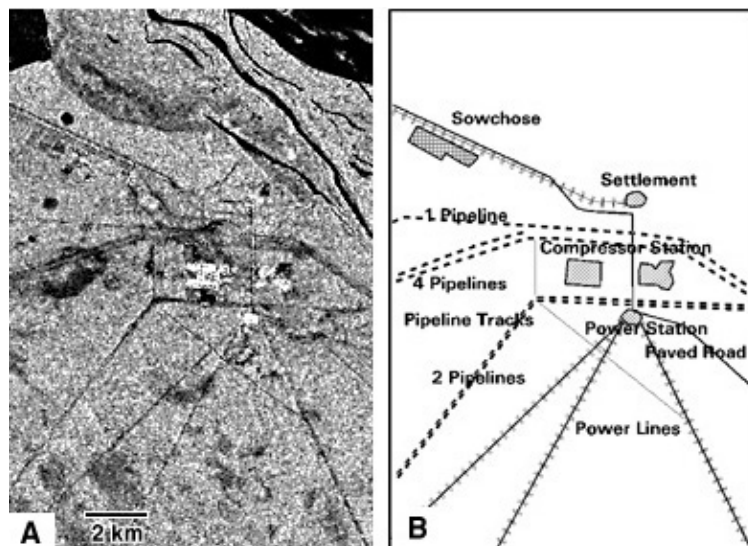 Sowchose
Settlement
1 Pipeline
Compressor Station
4 Pipelines
Pipeline Tracks
Power Station
Paved Road
2 Pipelines
Power Lines
A
2 km
B